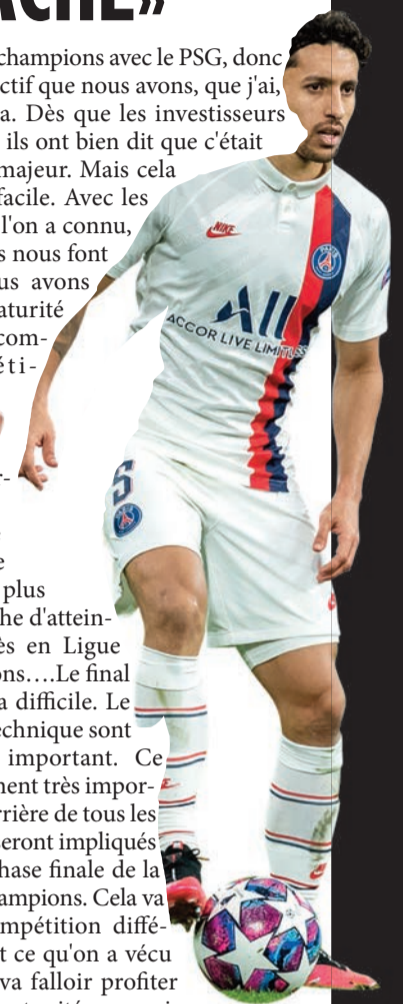 ACHE»
champions avec le PSG, donc
ctif que nous avons, que j'ai,
a. Dès que les investisseurs
ils ont bien dit que c'était
majeur. Mais cela
facile. Avec les
l'on a connu,
s nous font
us avons
aturité
com-
éti-
r-
e
plus
he d'attein-
ès en Ligue
ons….Le final
a difficile. Le
echnique sont
important. Ce
ment très impor-
rrière de tous les
seront impliqués
hase finale de la
ampions. Cela va
mpétition diffé-
t ce qu'on a vécu
va falloir profiter
NIKE
PARIS
ALL
ACCOR LIVE LIMITLESS
5